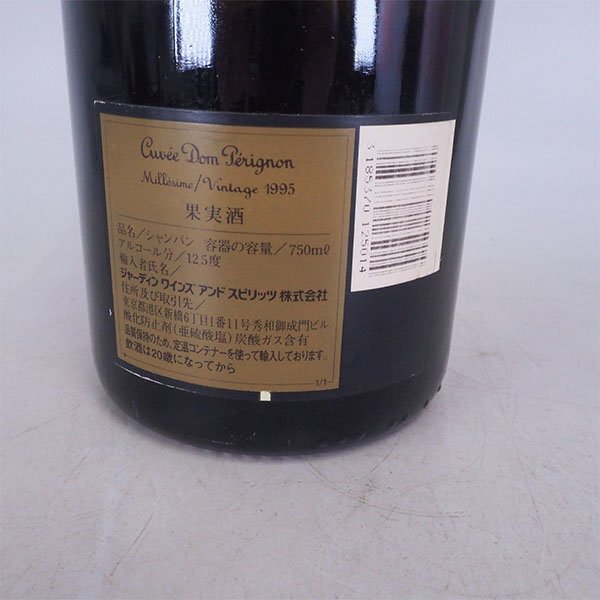 Cuvée Dom Pérignon
Millésime/Vintage 1995
果実酒
品名/シャンパン 容器の容量/750mℓ
アルコール分/12.5度
輸入者氏名/
ジャーディン ワインズ アンド スピリッツ 株式会社
住所及び取引先/
東京都港区新橋6丁目1番11号秀和御成門ビル
酸化防止剤(亜硫酸塩)炭酸ガス含有
品質保持のため、定温コンテナーを使って輸入しております。
飲酒は20歳になってから
1/1
3 185370 125014